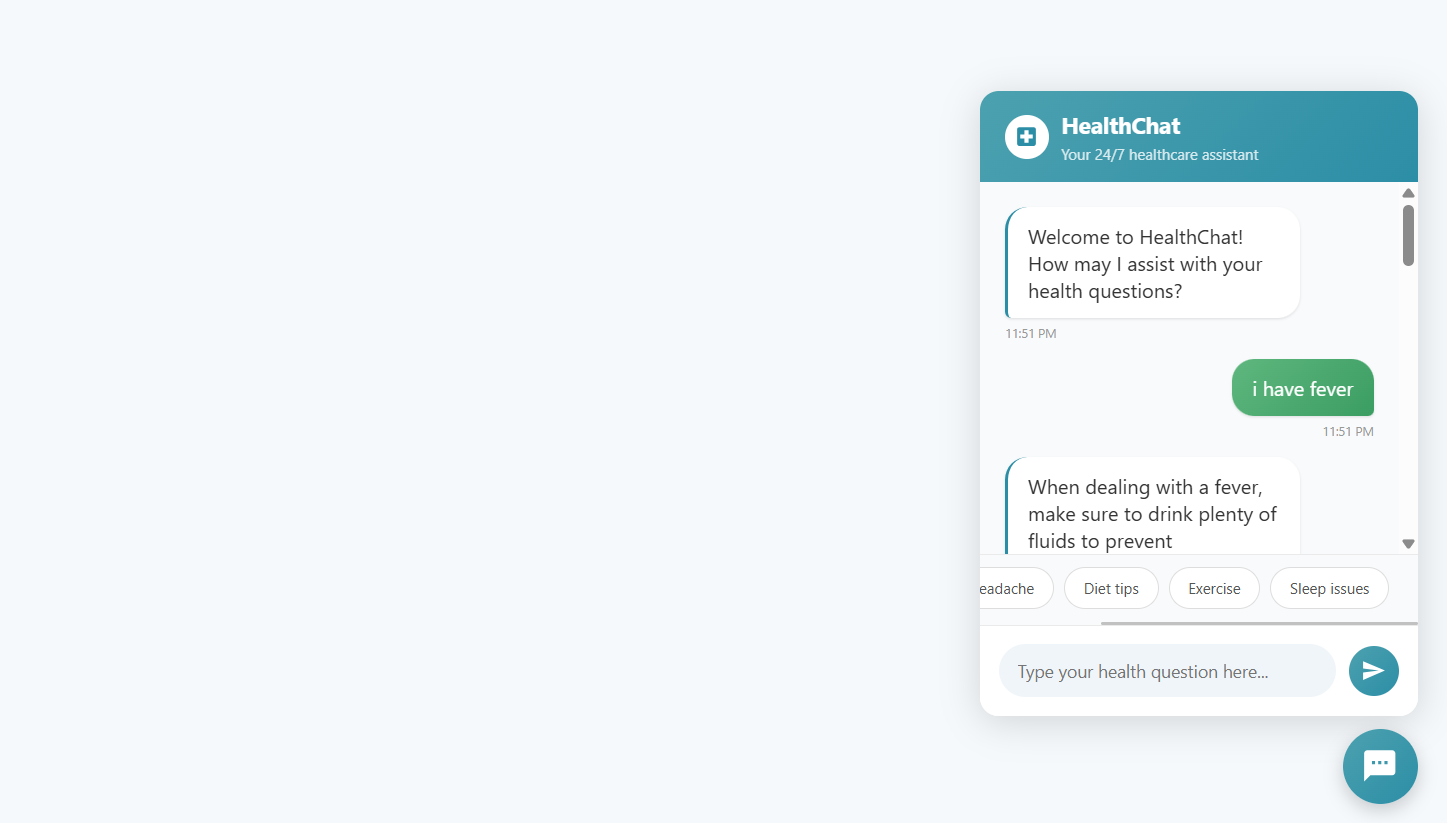 HealthChat
Your 24/7 healthcare assistant
Welcome to HealthChat!
How may I assist with your
health questions?
11:51 PM
i have fever
11:51 PM
When dealing with a fever,
make sure to drink plenty of
fluids to prevent
eadache
Diet tips
Exercise
Sleep issues
Type your health question here...